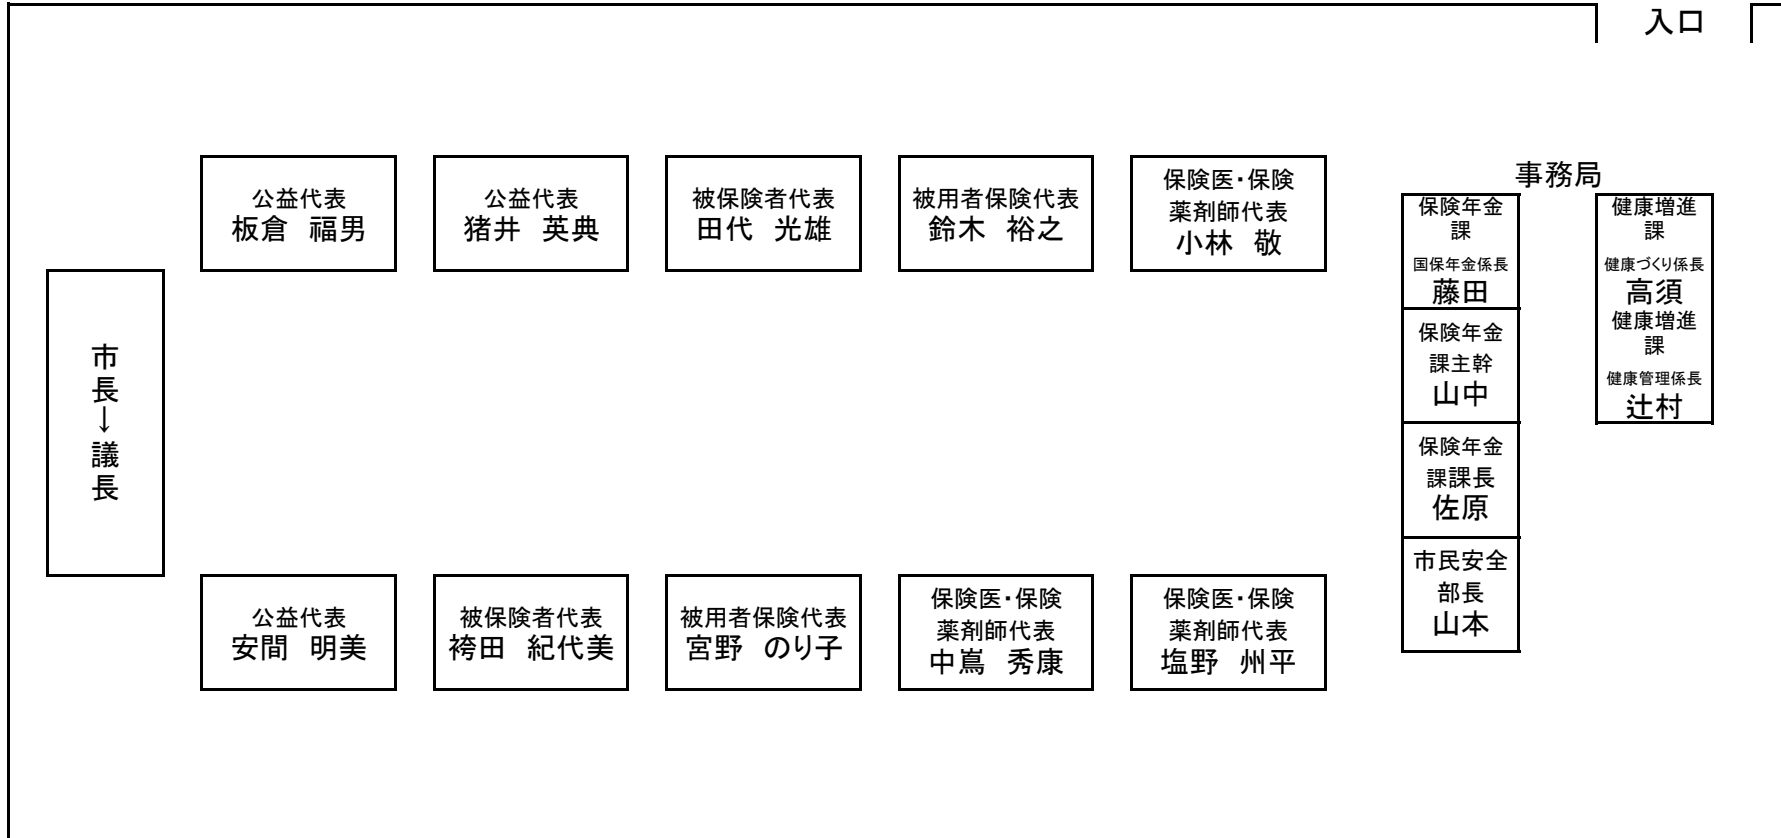 入口
公益代表
板倉　福男
公益代表
猪井　英典
被保険者代表
田代　光雄
被用者保険代表
鈴木　裕之
保険医・保険
薬剤師代表
小林　敬
事務局
保険年金
課
国保年金係長
藤田
保険年金
課主幹
山中
保険年金
課課長
佐原
市民安全
部長
山本
健康増進
課
健康づくり係長
高須
健康増進
課
健康管理係長
辻村
市長→議長
公益代表
安間　明美
被保険者代表
袴田　紀代美
被用者保険代表
宮野　のり子
保険医・保険
薬剤師代表
中嶌　秀康
保険医・保険
薬剤師代表
塩野　州平